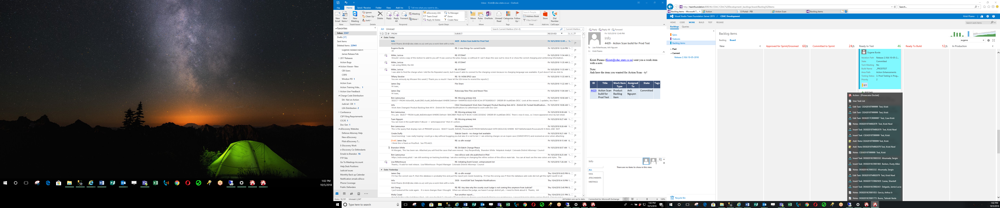 Inbox - Kristi@cdac.state.co.us - Outlook
File Home Send / Receive Folder View Add-Ins Tell me what you want to do...
New Email
New Items
New Meeting
Ignore
Clean Up
Junk
Delete
Reply
Reply All
Forward
Meeting
More
eDiscovery LEA
Team Email
Reply & Delete
To Manager
Done
Create New
Move
Rules
OneNote
Unread/ Read
Categorize
Follow Up
Search People
Address Book
Filter Email
Store
Dial Number
New TeamViewer Delete Respond Quick Steps Move Tags Find Add-ins CallScape
Favorites
Inbox 2347
Drafts [37]
Sent Items
Deleted Items 22941
Eugenes Release March
James Release Feb
2017 Releases
Action Bugs
Action Viewer- New
CBI Users
CSPD
Windsor PD 1
Action Scan
Action Training Vide... 1
Action User Feedback
Charge Code Distribution
DA- Not on Action
Judicial- CBI 1
LEA Distribution 2
Conference
CSP Filing Requriements
CICJIS 1
Doc Gen 1
eDiscovery Websites
Defense Attorney Help
New eDiscovery
Pilot eDiscovery T...
E-Discovery Work
e-Discovery Co-Defendants
Emails to Brandon 16
FTP Site
Go To Meetings Account
Help Desk Positions
Judicial Issues
Monthly Back up Calendar
Notification emails eDisco
Phone Coverage
Public Defenders
Items: 18,101 Unread: 2,347
All Unread
Search Current Mailbox (Ctrl+E) Current Mailbox
FROM SUBJECT RECEIVED
Date: Today
Info 4429 - Action Scan build for Prod Test Fri 10/5/2018 12:49 ...
Kristi Pizano (Kristi@cdac.state.co.us) sent you a work item with a note.
Eugene Burda RE: 2 new things for current build- Fri 10/5/2018 12:24 PM
ok
Miller, Lerissa RE: 97CR447 Fri 10/5/2018 11:54 AM
Should I send a copy of the motion to add to you all? It was used as the plea charge, so without it I can't dispo the case out to close it or show the correct charging and sentencing information.
Miller, Lerissa RE: 97CR447 Fri 10/5/2018 11:35 AM
I am using 08044, the M2
Miller, Lerissa RE: 97CR447 Fri 10/5/2018 11:33 AM
I was able to find the charge when I did the No Repealed search, but it wasn't able to connect to the charging screen because no charging language was available. It just doesn't let me click to
Tiffany Steckler RE: 18-14596 EPSO case Fri 10/5/2018 11:33 AM
You are seriously my lifesaver this week Thank you so much! I have let the LEA know to resend the reports
James Day File Share Fri 10/5/2018 11:22 AM
Hi Isaac,
James Day Robocopy New Files and Newer Files Fri 10/5/2018 11:04 AM
Hi Isaac,
Ben Lamoureux RE: Missing primary link Fri 10/5/2018 10:58 AM
Info CDAC Development Work Item Changed: Product Backlog Item 4414 - District 04: Format Modification... Fri 10/5/2018 10:06 AM
Work item Changed: Product Backlog Item 4414 - District 04: Format Modifications to Letterhead to work with Doc Gen
Ben Lamoureux RE: Missing primary link Fri 10/5/2018 9:38 AM
Tuan Nguyen RE: Missing primary link Fri 10/5/2018 9:27 AM
You can look in the audit table if dbuser = 'actionappserver' then it's action.
Ben Lamoureux Missing primary link Fri 10/5/2018 9:26 AM
This is the query that displays lack of PRIMARY process: SELECT CaseID, DefnID, ProsecutorID FROM tblDefendant WITH (NOLOCK) WHERE NOT tblDefendant.ProsecutorID IS NULL AND NOT
Cindie Duffy Statute Search - no charge text available Fri 10/5/2018 9:21 AM
Good morning! I was really hoping I could go a day without bugging you but alas it is not to be! I am entering charges on an Aspen case (C0492018T331) and received an error when attaching
[Draft] James Day RE: co-dfn receipt Fri 10/5/2018 9:15 AM
I think this is fixed on ProdTest. See TFS:4423.
Brandon White RE: DA Batch Change Please Fri 10/5/2018 8:57 AM
Hi Morgan, This has been ran. Attached you will find the cases that were moved. Very Respectfully, Brandon White Helpdesk Analyst Colorado District Attorneys' Council
Ben Lamoureux new eDisco web site published in Pilot Fri 10/5/2018 8:25 AM
https://ediscovery.pilot/ I am still working on hacking bootstrap. I am also working on changing the refine section of the eDisco main tab. You can at least see the new colors and styles. The
Lisa Rittenhouse RE: Initiating Event Screen -enhancement list Fri 10/5/2018 7:26 AM
Thanks, I'll add for next release. Lisa Rittenhouse Project Manager Colorado District Attorneys' Council
Date: Yesterday
James Day RE: co-dfn receipt Thu 10/4/2018 6:03 PM
If it has the correct case #, then the database is probably fine and just the report join needs tweaking. If it has the wrong case # then the database add code did not get the right CaseID in all
Info 3938 - Insert/Edit Task Template Modifications Thu 10/4/2018 4:18 PM
Kristi Pizano (Kristi@cdac.state.co.us) sent you a work item with a note.
Aili Cheng RE: RE: Any idea why the county court Judge is not coming thru anymore from Judicial? Thu 10/4/2018 3:45 PM
I just looked at the code again. It is more changes than I thought. When we retrieve the judge, we haven't assign district yet... I need to think about it. Thanks, Aili
Molly Cozad Run another report.... Thu 10/4/2018 2:51 PM
All folders are up to date. Connected to: Microsoft Exchange 100%
Reply Reply All Forward
Fri 10/5/2018 12:49 PM
Info
4429 - Action Scan build for Prod Test
To Lisa Rittenhouse; Anh Nguyen
Cc Kristi Pizano
Kristi Pizano (Kristi@cdac.state.co.us) sent you a work item
with a note.
Note:
Anh here the item you wanted for Action Scan - ty!
ID Title Work Item Type Assigned To State Tags
4429 Action Scan build for Prod Test Product Backlog Item Anh Nguyen Committed
Info
There are no items to show in this view.
ALL
MAIL
ATTACHMENTS
MEETINGS
http://teamfoundation:8080/tfs/CDAC/CDAC%20Development/_backlogs/board/Backlog%20items
Search...
Backlog items - Microsoft T... Action E-Portal - PBI Action Scan Backlog items
Visual Studio Team Foundation Server 2015 / CDAC Development Kristi Pizano
HOME CODE WORK BUILD TEST RELEASE
Search work items
Backlogs Queries
Epics
Features
Backlog items
Past
Current
Release 2.18.6 10-05-2018
Recycle Bin
Backlog items
Backlog Board
eugene
New Approved for Sprint/Groomed 60/5 Committed to Sprint 24/5 Ready to Test 46 Ready To Build 12/5 In Production
Eugene Burda
Iteration Path Release 2.18.6 10-05-2...
State Committed
Tech Meeting No
Build Name _PRODTEST
Area Path Action Enhancements
Testing Status 3. Prod Testing in Prog...
Priority 2
0/1
Add task
Action - [Prosecutor Docket]
User Task List
Edit Task C0242018T999999 Test, Kristi
Edit Task C0242018T999999 Test, Kristi
Edit Task D0302017CR999997 Test, Case Kristi
Notes D0302018TM002079 Test, Kristi Noel
Insert Task D0302018TM002079 Test, Kristi Noel
Insert Task C0242018T999999 Test, Kristi
Add Note C0242018T999999 Test, Kristi
Add Note D0302018TM002079 Test, Kristi Noel
Notes C0242018T999999 Test, Kristi
Insert Task D0302018CR003332 Ahumada, Sergio
Insert Task D0302018CR001865 Barben, Dusty Allen
Notes D0302018CR003332 Ahumada, Sergio
Edit Task D0302018TM002079 Test, Kristi Noel
Insert Task D0302017CR002929 Casias, Shantell
Insert Task D0302018CR002431 Delgado, Jamie Lucia
Notes D0302018CR001853 Garcia, Arthur Jr
Notes D0302018CR001773 Burns, Tahirah Veola
1:02 PM
10/5/2018
Type here to search
1:02 PM
10/5/2018
1:02 PM
10/5/2018